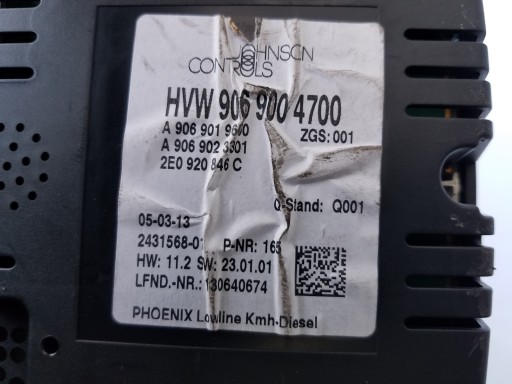 JOHNSON
CONTROLS
HVW 906 900 4700
A 906 901 9600 ZGS: 001
A 906 902 3301
2E0 920 846 C
Q-Stand: Q001
05-03-13
2431568-01 P-NR: 165
HW: 11.2 SW: 23.01.01
LFND.-NR.: 130640674
PHOENIX Lowline Kmh-Diesel